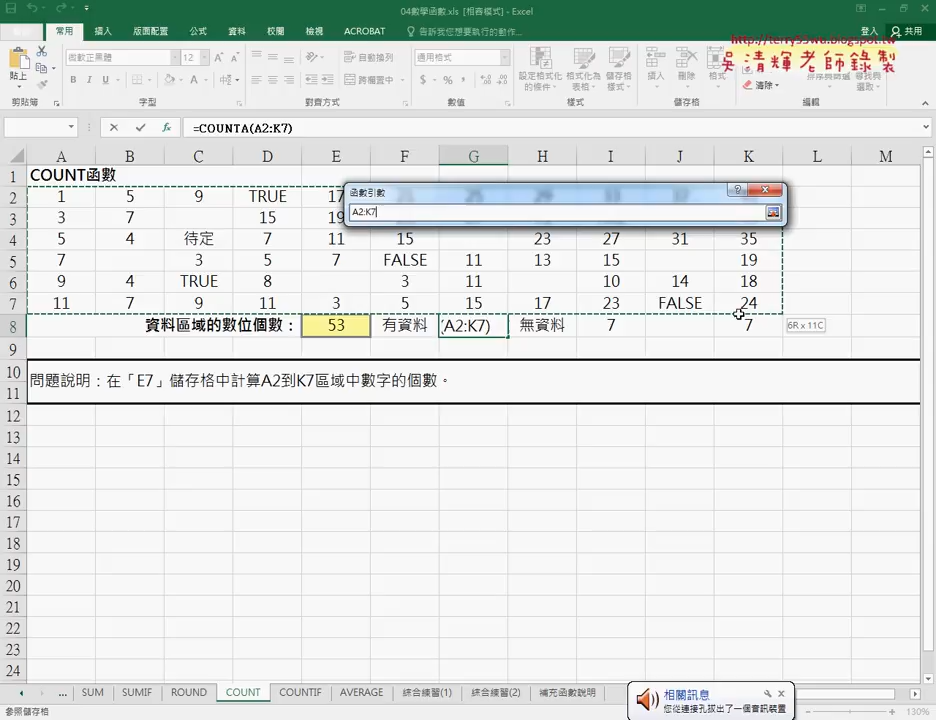 04數學函數.xls [相容模式] - Excel
常用 插入 版面配置 公式 資料 校閱 檢視 ACROBAT 告訴我您想要執行的動作... 登入 共用
http://terry55wu.blogspot.tw
吳清輝老師錄製
貼上 微軟正黑體 12 自動換列 通用格式 設定格式化的條件 格式化為表格 儲存格樣式 插入 刪除 格式
B I U 跨欄置中 $ % 清除
剪貼簿 字型 對齊方式 數值 樣式 儲存格 編輯
=COUNTA(A2:K7)
A B C D E F G H I J K L M
1 COUNT函數
函數引數
A2:K7
2 1 5 9 TRUE 17
3 3 7 15 19
4 5 4 待定 7 11 15 23 27 31 35
5 7 3 5 7 FALSE 11 13 15 19
6 9 4 TRUE 8 3 11 10 14 18
7 11 7 9 11 3 5 15 17 23 FALSE 24
8 資料區域的數位個數： 53 有資料 (A2:K7) 無資料 7 7 6R x 11C
9
10 問題說明：在「E7」儲存格中計算A2到K7區域中數字的個數。
11
12
13
14
15
16
17
18
19
20
21
22
23
24
... SUM SUMIF ROUND COUNT COUNTIF AVERAGE 綜合練習(1) 綜合練習(2) 補充函數說明
相關訊息
您從連接孔拔出了一個音訊裝置
參照儲存格 130%